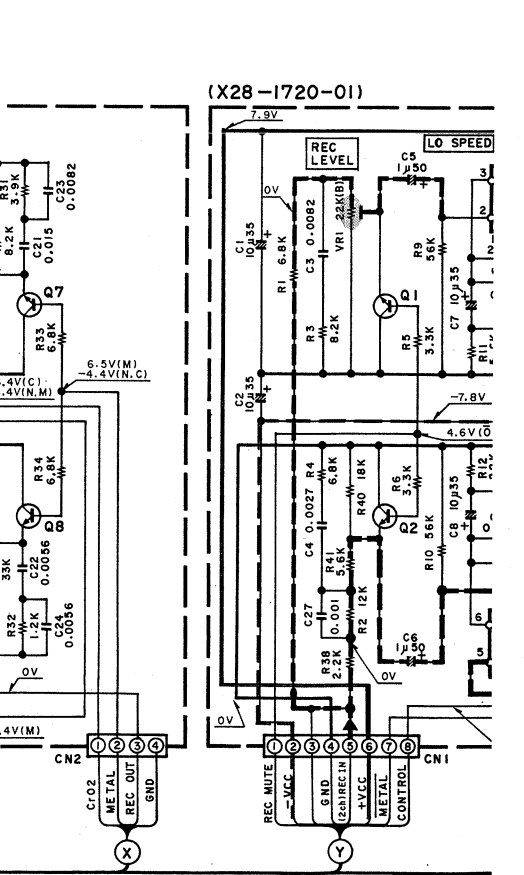 (X28-1720-01)
7.9V
REC
LEVEL
LO SPEED
C5
1μ50
R31
3.9K
C23
0.0082
0V
22K(B)
VR1
3
2
8.2K
C21
0.015
C1
10μ35
R1
6.8K
C3
0.0082
R9
56K
Q7
R33
6.8K
R3
8.2K
Q1
R5
3.3K
C7
10μ35
R11
6.5V(M)
-4.4V(N.C)
.4V(C)
.4V(N.M)
C2
10μ35
-7.8V
4.6V(0
R34
6.8K
R4
6.8K
R40
18K
R6
3.3K
R12
C4
0.0027
C8
10μ35
Q8
Q2
33K
C22
0.0056
R41
5.6K
R10
56K
R32
1.2K
C24
0.0056
C27
0.001
R2
12K
6
5
R38
2.2K
C6
1μ50
0V
0V
0V
.4V(M)
CN2
1 2 3 4
1 2 3 4 5 6 7 8
CN1
CrO2
METAL
REC OUT
GND
REC MUTE
-VCC
GND
(2ch)REC IN
+VCC
METAL
CONTROL
X
Y